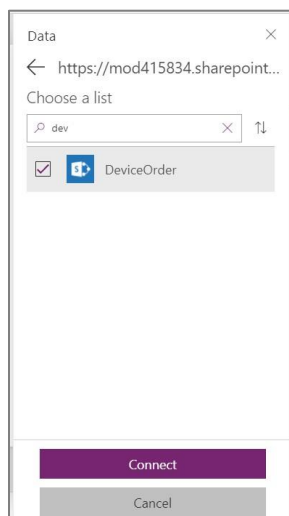 Data
https://mod415834.sharepoint...
Choose a list
dev
DeviceOrder
Connect
Cancel